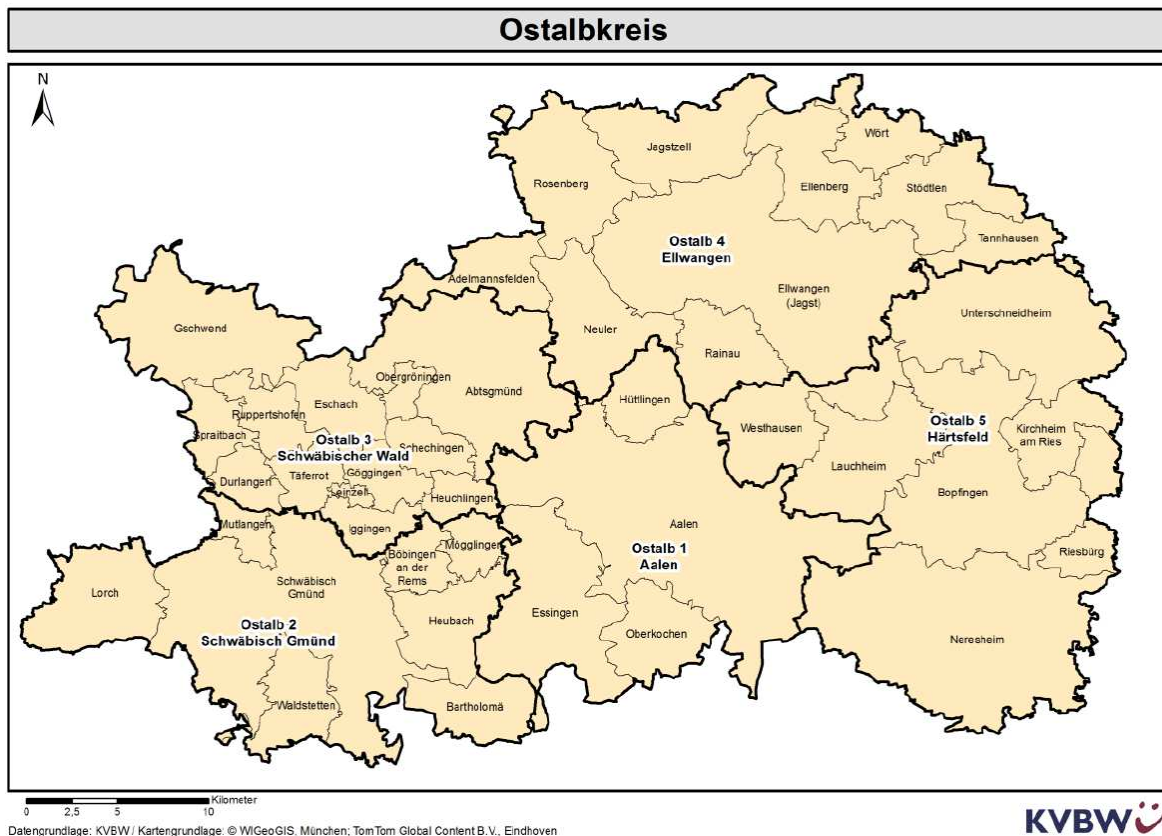 Ostalbkreis
N
Jagstzell
Wört
Rosenberg
Ellenberg
Stödtlen
Ostalb 4
Ellwangen
Tannhausen
Adelmannsfelden
Ellwangen
(Jagst)
Unterschneidheim
Gschwend
Neuler
Rainau
Obergröningen
Abtsgmünd
Hüttlingen
Eschach
Ruppertshofen
Westhausen
Ostalb 5
Härtsfeld
Kirchheim
am Ries
Spraitbach
Ostalb 3
Schwäbischer Wald
Schechingen
Lauchheim
Durlangen
Täferrot
Göggingen
Leinzell
Heuchlingen
Bopfingen
Mutlangen
Iggingen
Aalen
Mögglingen
Böbingen
an der
Rems
Ostalb 1
Aalen
Riesbürg
Lorch
Schwäbisch
Gmünd
Ostalb 2
Schwäbisch Gmünd
Heubach
Essingen
Oberkochen
Neresheim
Waldstetten
Bartholomä
Kilometer
0 2,5 5 10
Datengrundlage: KVBW / Kartengrundlage: © WIGeoGIS, München; TomTom Global Content B.V., Eindhoven
KVBW